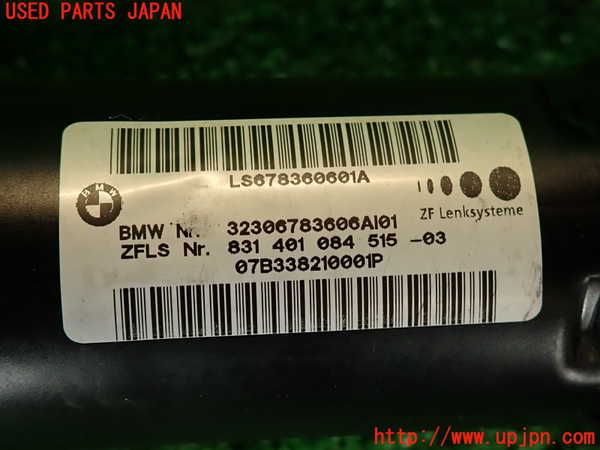 USED PARTS JAPAN
LS678360601A
BMW
ZF Lenksysteme
BMW Nr. 32306783606AI01
ZFLS Nr. 831 401 084 515 -03
07B338210001P
http://www.upjpn.com/